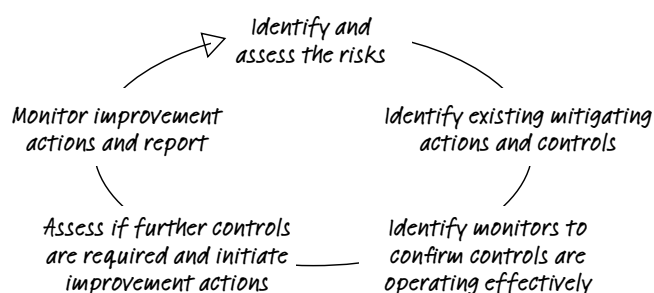 Identify and
assess the risks
Identify existing mitigating
actions and controls
Identify monitors to
confirm controls are
operating effectively
Assess if further controls
are required and initiate
improvement actions
Monitor improvement
actions and report